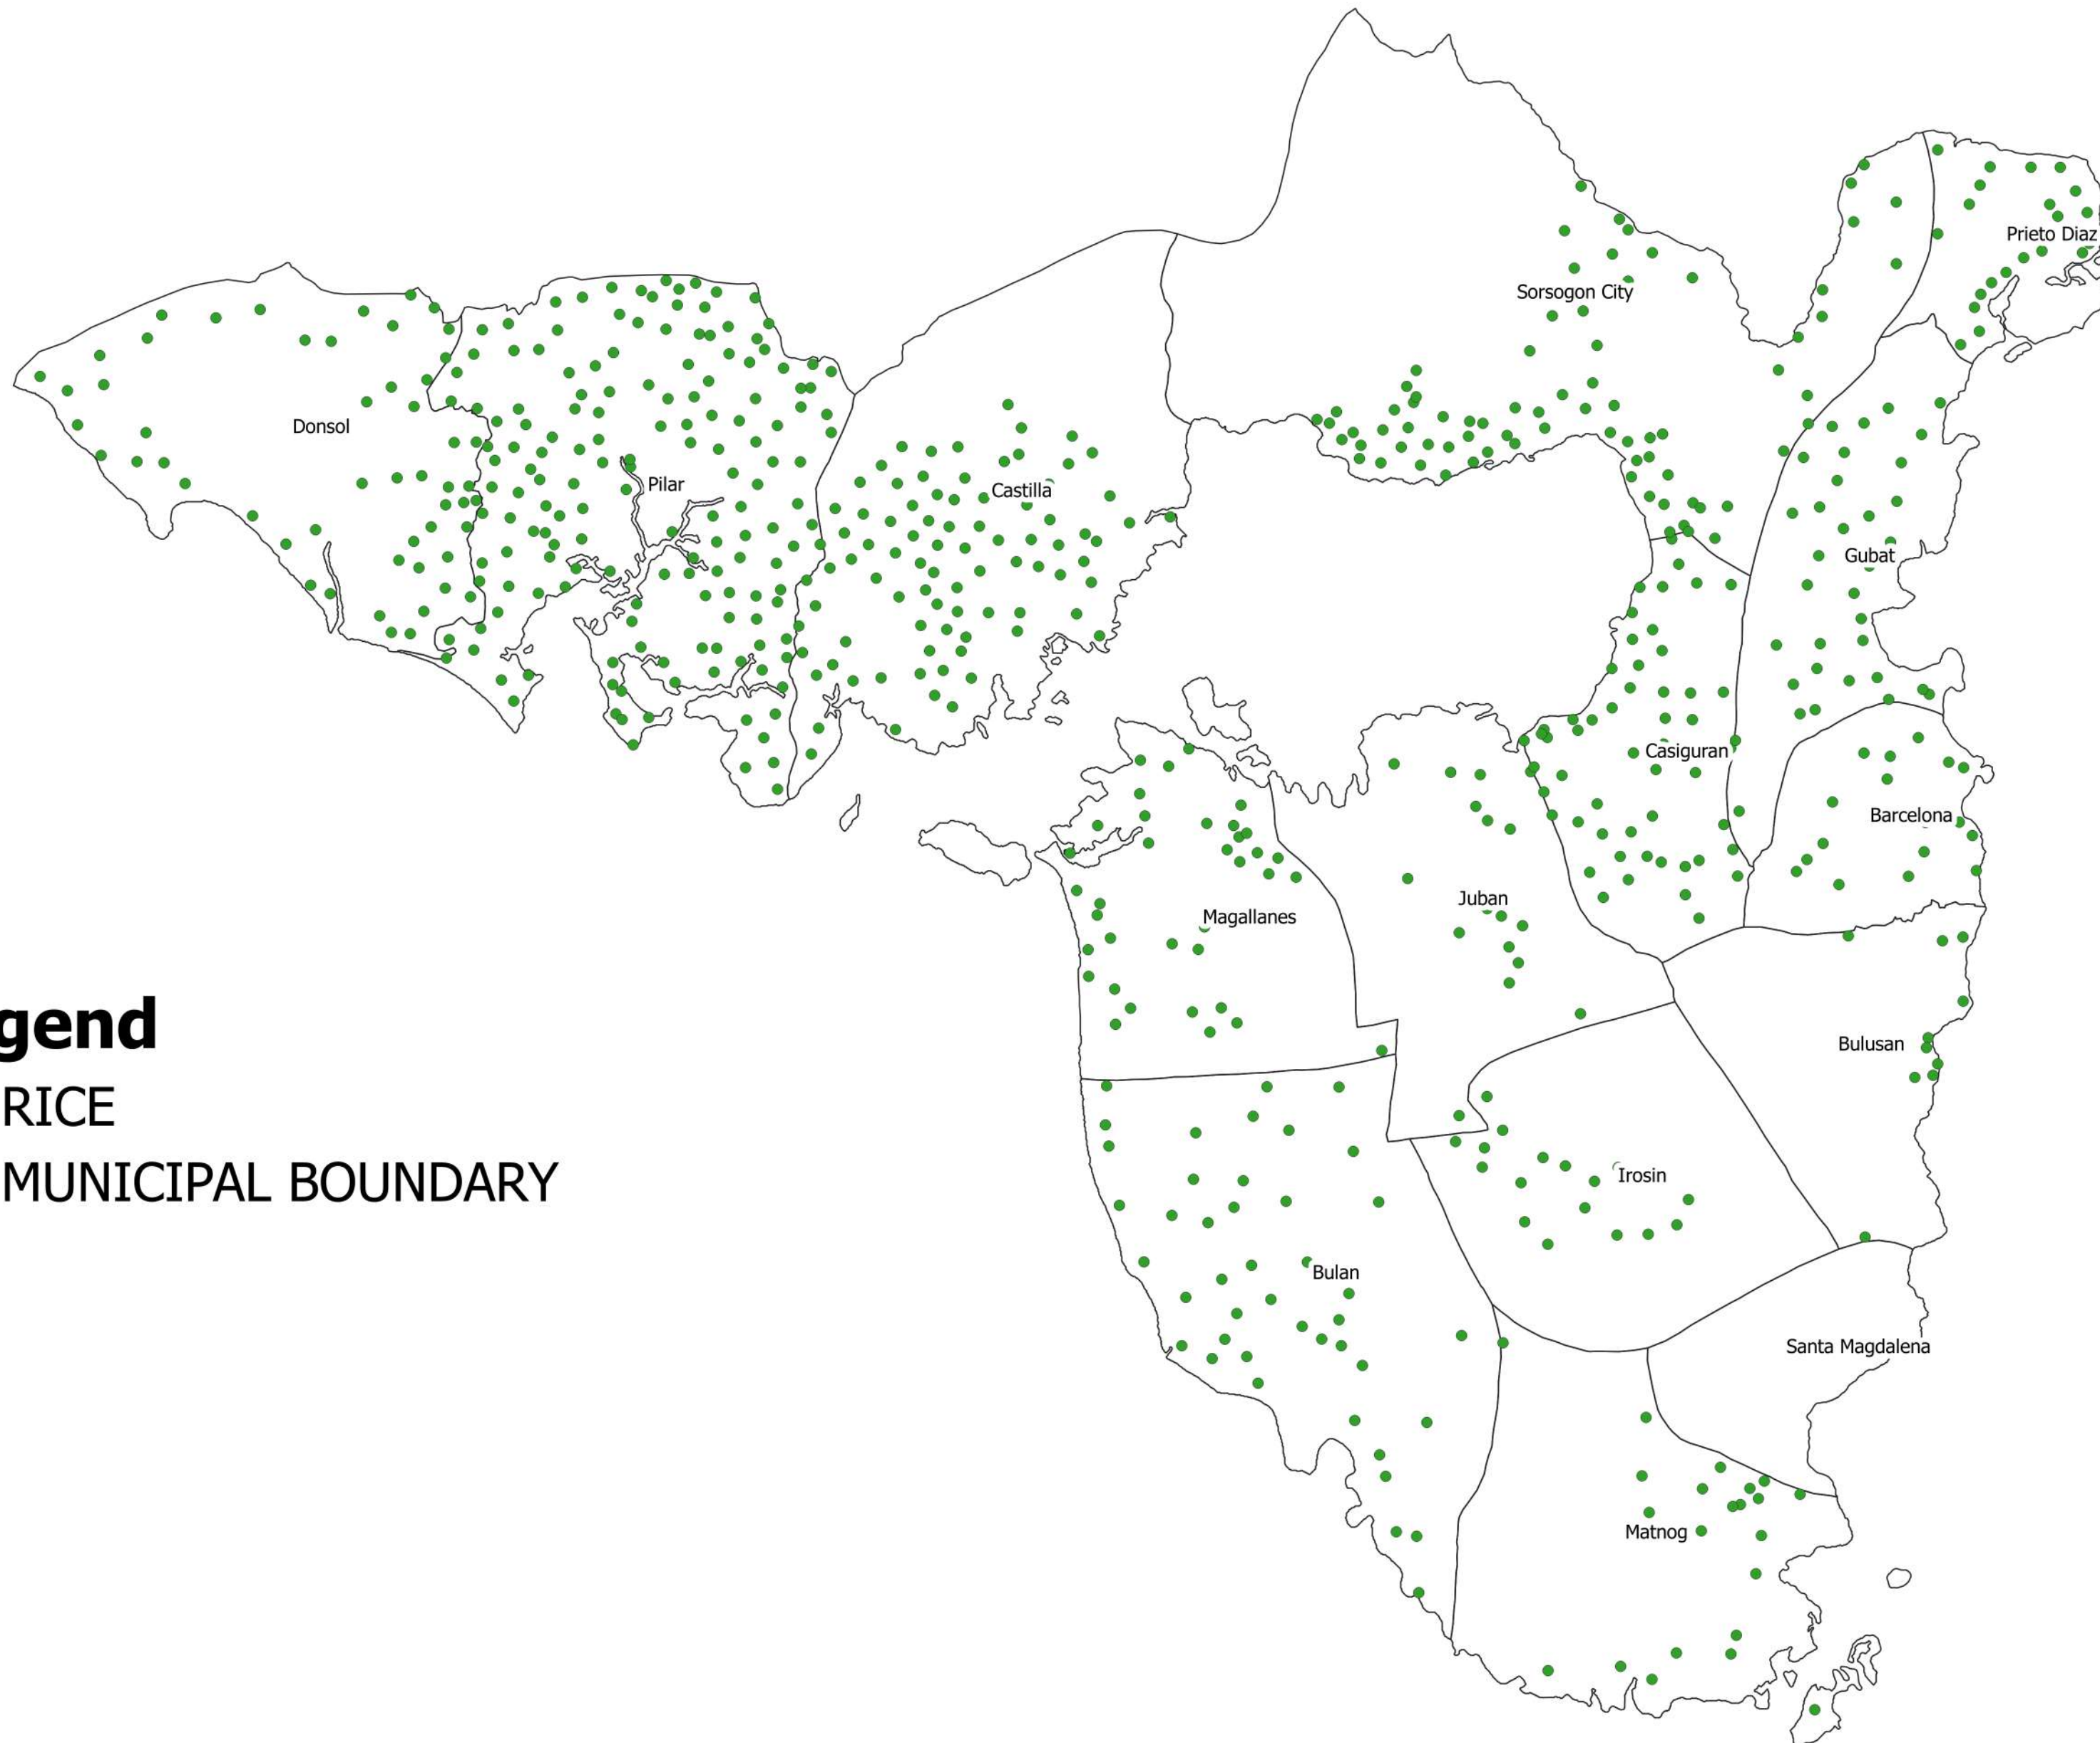 Prieto Diaz
Sorsogon City
Donsol
Pilar
Castilla
Gubat
Casiguran
Barcelona
Juban
Magallanes
gend
RICE
MUNICIPAL BOUNDARY
Bulusan
Irosin
Bulan
Santa Magdalena
Matnog